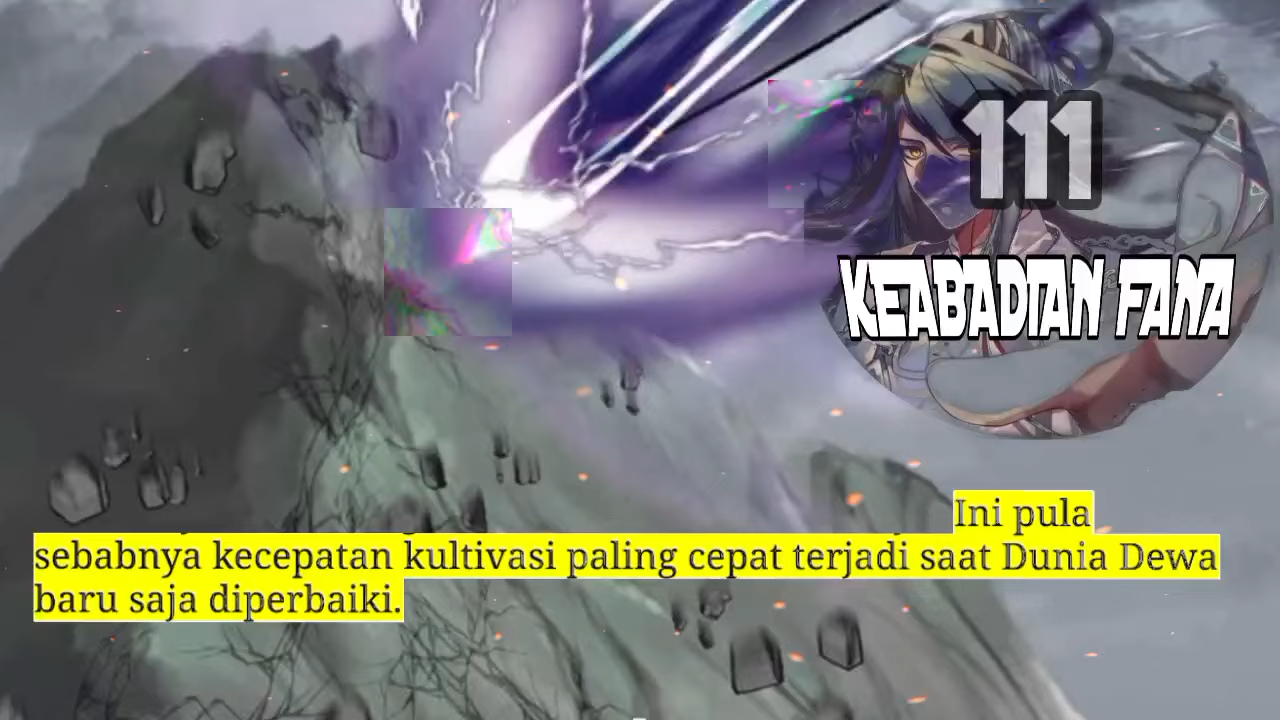 111
KEABADIAN FANA
Ini pula
sebabnya kecepatan kultivasi paling cepat terjadi saat Dunia Dewa
baru saja diperbaiki.